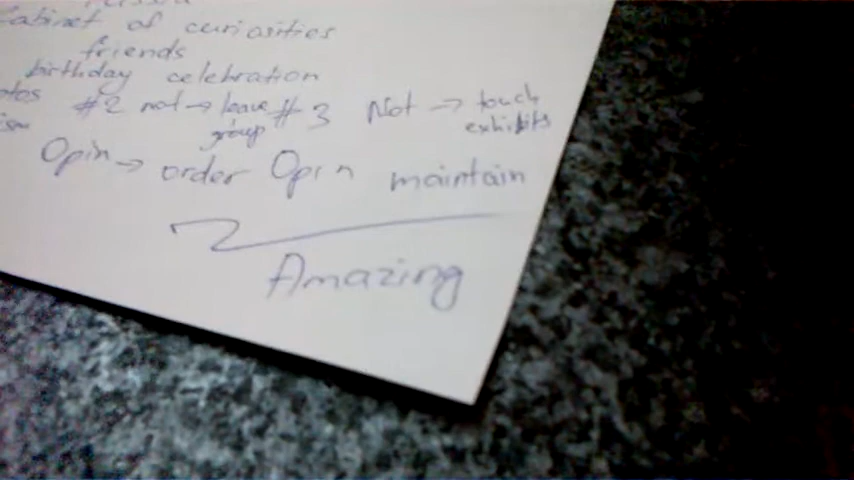 Cabinet of curiosities
friends
birthday celebration
#2 not → leave group #3 Not → touch exhibits
Opin → order Opin maintain
Amazing